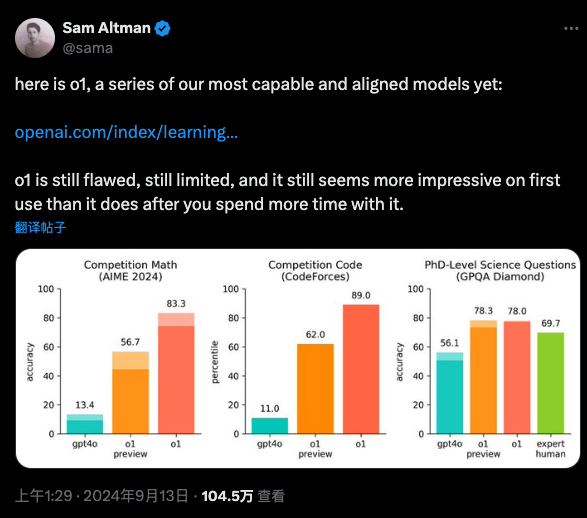 Sam Altman
@sama
here is o1, a series of our most capable and aligned models yet:
openai.com/index/learning...
o1 is still flawed, still limited, and it still seems more impressive on first
use than it does after you spend more time with it.
翻译帖子
Competition Math
(AIME 2024)
accuracy
100
80
60
40
20
0
13.4
56.7
83.3
gpt4o
o1
preview
o1
Competition Code
(CodeForces)
percentile
100
80
60
40
20
0
11.0
62.0
89.0
gpt4o
o1
preview
o1
PhD-Level Science Questions
(GPQA Diamond)
accuracy
100
80
60
40
20
0
56.1
78.3
78.0
69.7
gpt4o
o1
preview
o1
expert
human
上午1:29 · 2024年9月13日 · 104.5万 查看